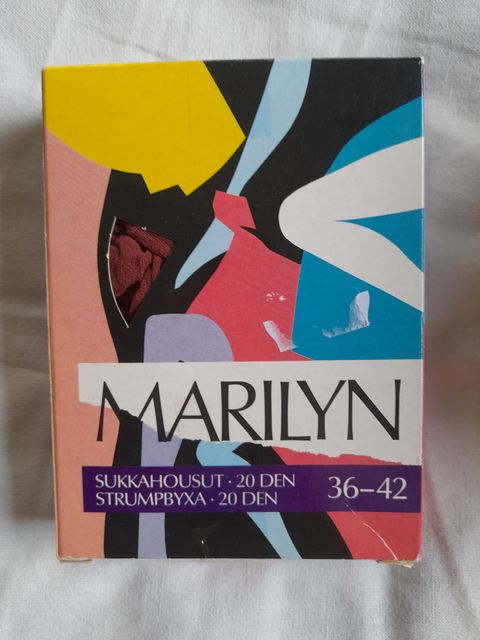 MARILYN
SUKKAHOUSUT · 20 DEN
STRUMPBYXA · 20 DEN
36–42